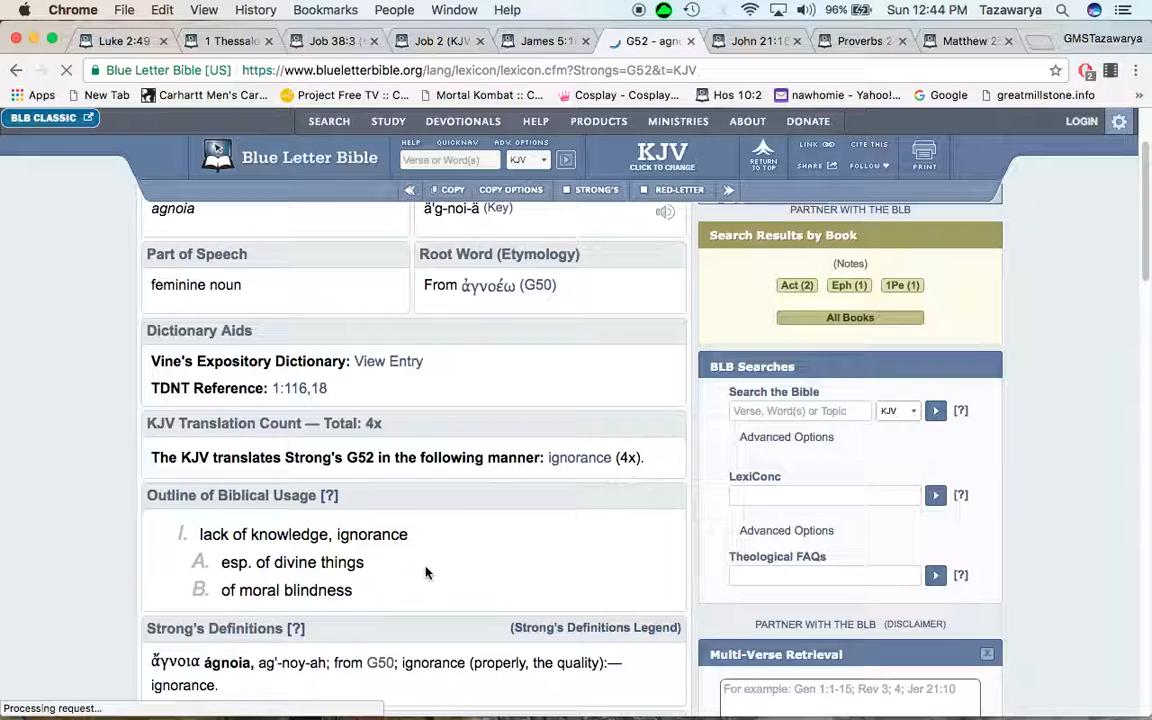 Chrome File Edit View History Bookmarks People Window Help 96% Sun 12:44 PM Tazawarya
Luke 2:49 1 Thessal Job 38:3 ( Job 2 (KJV James 5:1 G52 - agno John 21:1 Proverbs 2 Matthew 2 GMSTazawarya
Blue Letter Bible [US] https://www.blueletterbible.org/lang/lexicon/lexicon.cfm?Strongs=G52&t=KJV
Apps New Tab Carhartt Men's Car... Project Free TV :: C... Mortal Kombat :: C... Cosplay - Cosplay... Hos 10:2 nawhomie - Yahoo!... Google greatmillstone.info »
BLB CLASSIC SEARCH STUDY DEVOTIONALS HELP PRODUCTS MINISTRIES ABOUT DONATE LOGIN
HELP QUICKNAV ADV. OPTIONS
Blue Letter Bible Verse or Word(s) KJV
KJV
CLICK TO CHANGE
RETURN
TO TOP
LINK CITE THIS
SHARE FOLLOW
PRINT
COPY COPY OPTIONS STRONG'S RED-LETTER
agnoia
ä'g-noi-ä (Key)
Part of Speech
Root Word (Etymology)
feminine noun
From ἀγνοέω (G50)
Dictionary Aids
Vine's Expository Dictionary: View Entry
TDNT Reference: 1:116,18
KJV Translation Count — Total: 4x
The KJV translates Strong's G52 in the following manner: ignorance (4x).
Outline of Biblical Usage [?]
I. lack of knowledge, ignorance
A. esp. of divine things
B. of moral blindness
Strong's Definitions [?] (Strong's Definitions Legend)
ἄγνοια ágnoia, ag'-noy-ah; from G50; ignorance (properly, the quality):—
ignorance.
PARTNER WITH THE BLB
Search Results by Book
(Notes)
Act (2) Eph (1) 1Pe (1)
All Books
BLB Searches
Search the Bible
Verse, Word(s) or Topic KJV [?]
Advanced Options
LexiConc
[?]
Advanced Options
Theological FAQs
[?]
PARTNER WITH THE BLB (DISCLAIMER)
Multi-Verse Retrieval
For example: Gen 1:1-15; Rev 3; 4; Jer 21:10
Processing request...